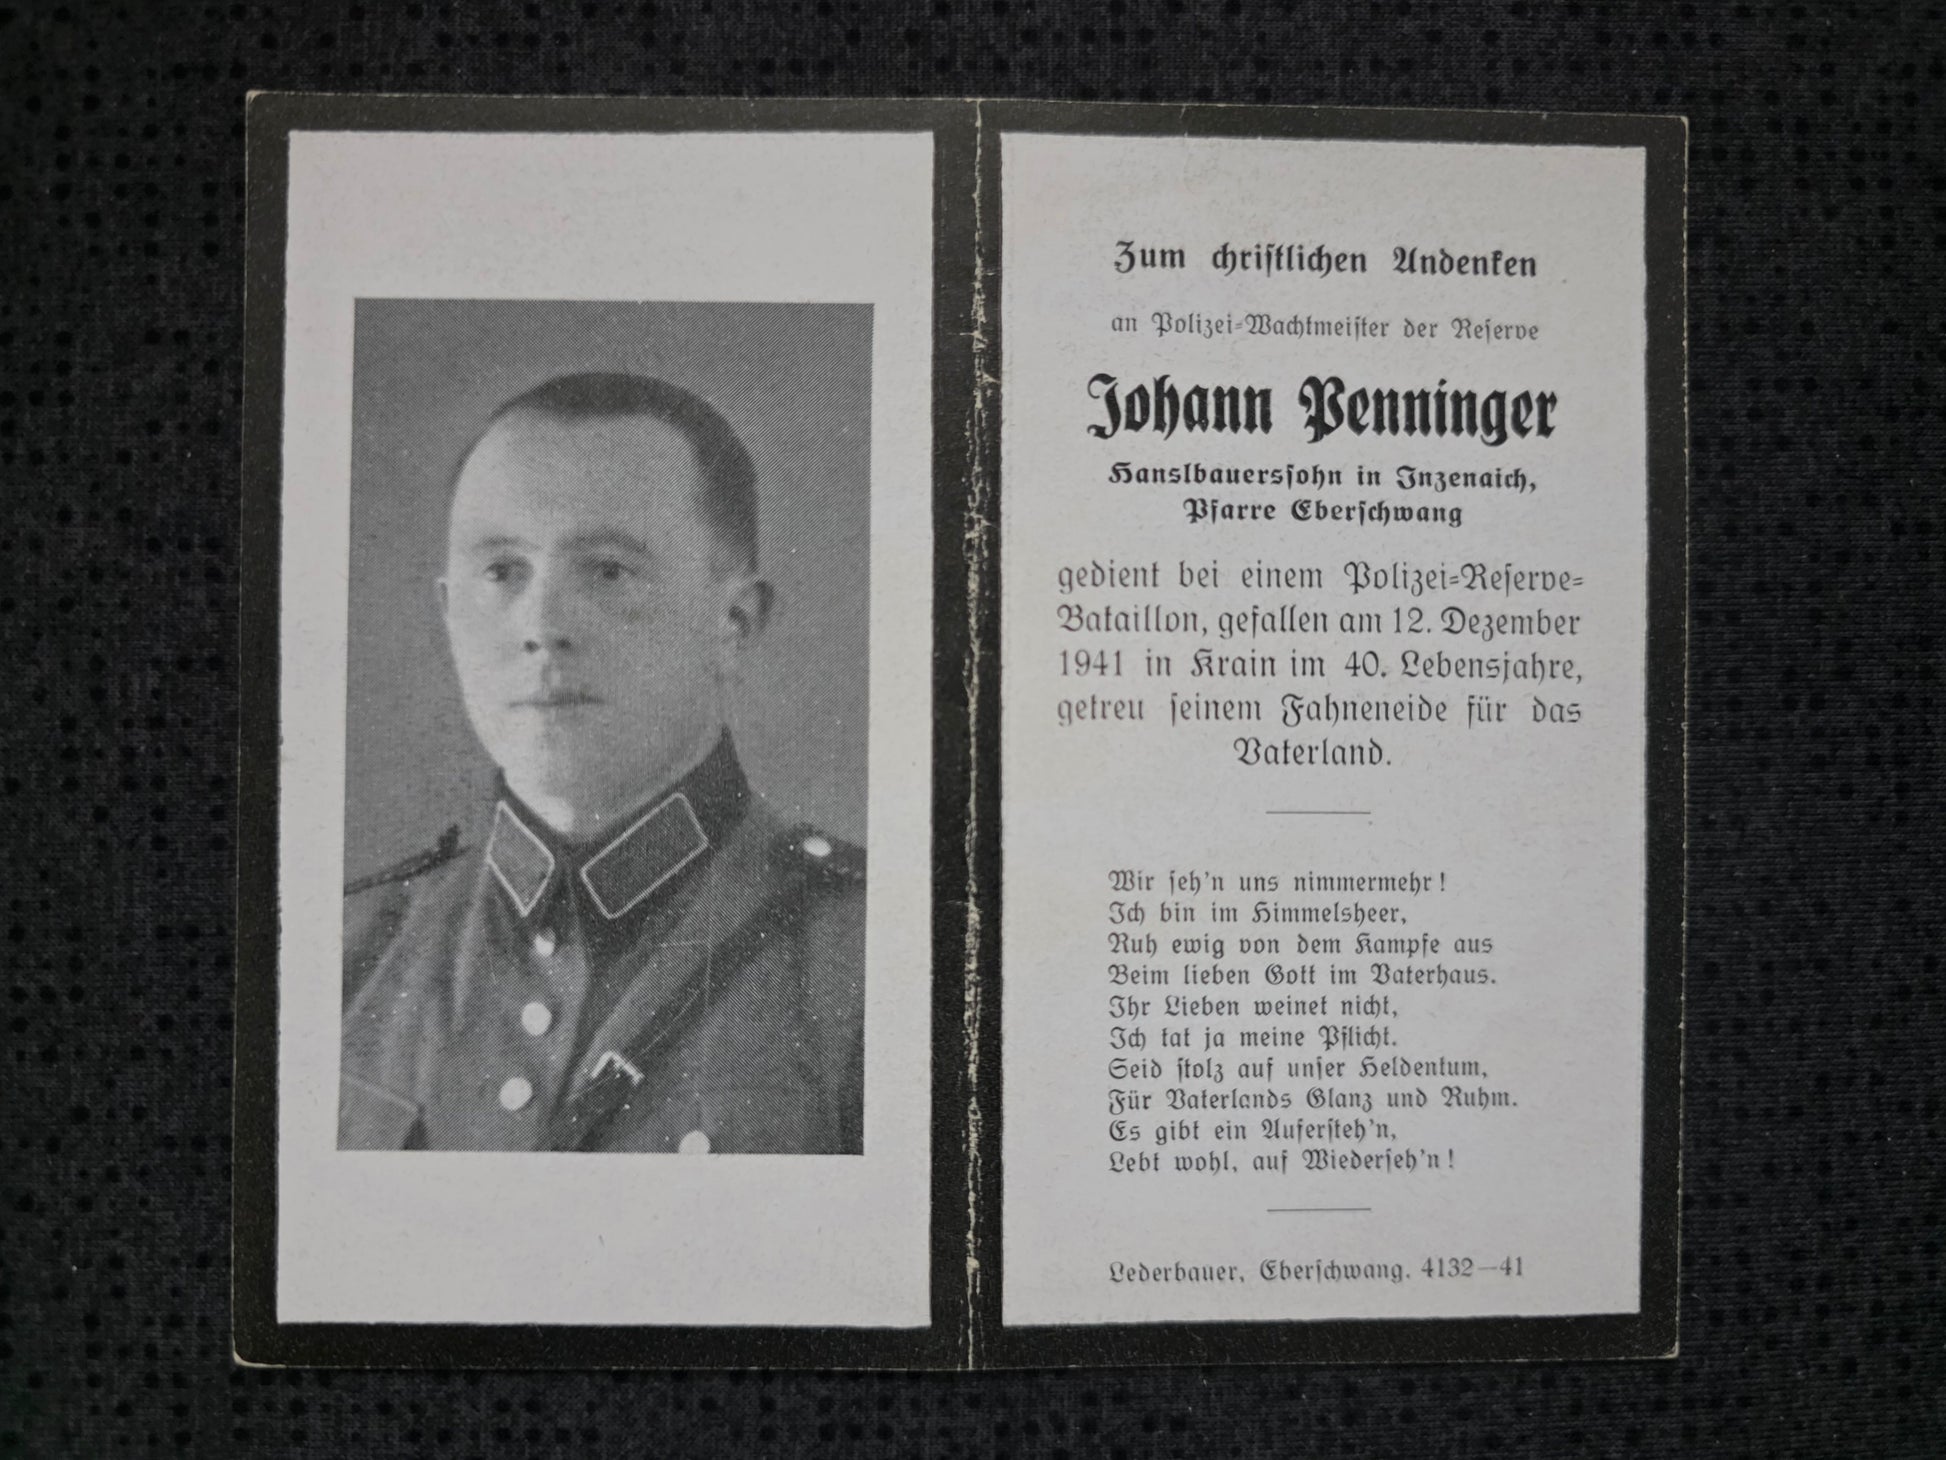 Zum christlichen Andenken
an Polizei-Wachtmeister der Reserve
Johann Penninger
Hanslbauerssohn in Inzenaich,
Pfarre Eberschwang
gedient bei einem Polizei-Reserve-
Bataillon, gefallen am 12. Dezember
1941 in Krain im 40. Lebensjahre,
getreu seinem Fahneneide für das
Vaterland.
Wir seh'n uns nimmermehr!
Ich bin im Himmelsheer,
Ruh ewig von dem Kampfe aus
Beim lieben Gott im Vaterhaus.
Ihr Lieben weinet nicht,
Ich tat ja meine Pflicht.
Seid stolz auf unser Heldentum,
Für Vaterlands Glanz und Ruhm.
Es gibt ein Aufersteh'n,
Lebt wohl, auf Wiederseh'n!
Lederbauer, Eberschwang. 4132—41